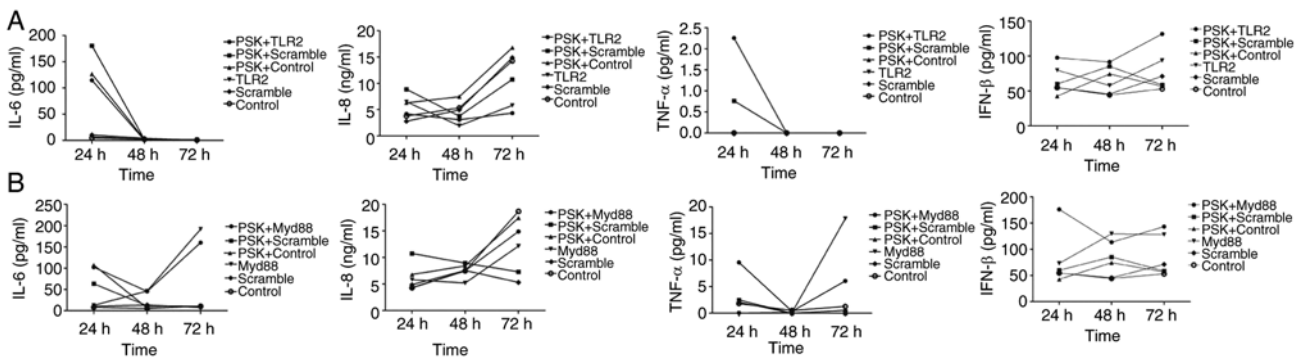 A
IL-6 (pg/ml)
200
150
100
50
0
24 h 48 h 72 h
Time
PSK+TLR2
PSK+Scramble
PSK+Control
TLR2
Scramble
Control
IL-8 (ng/ml)
20
15
10
5
0
24 h 48 h 72 h
Time
PSK+TLR2
PSK+Scramble
PSK+Control
TLR2
Scramble
Control
TNF-α (pg/ml)
2.5
2.0
1.5
1.0
0.5
0.0
24 h 48 h 72 h
Time
PSK+TLR2
PSK+Scramble
PSK+Control
TLR2
Scramble
Control
IFN-β (pg/ml)
150
100
50
0
24 h 48 h 72 h
Time
PSK+TLR2
PSK+Scramble
PSK+Control
TLR2
Scramble
Control
B
IL-6 (pg/ml)
250
200
150
100
50
0
24 h 48 h 72 h
Time
PSK+Myd88
PSK+Scramble
PSK+Control
Myd88
Scramble
Control
IL-8 (ng/ml)
20
15
10
5
0
24 h 48 h 72 h
Time
PSK+Myd88
PSK+Scramble
PSK+Control
Myd88
Scramble
Control
TNF-α (pg/ml)
20
15
10
5
0
24 h 48 h 72 h
Time
PSK+Myd88
PSK+Scramble
PSK+Control
Myd88
Scramble
Control
IFN-β (pg/ml)
200
150
100
50
0
24 h 48 h 72 h
Time
PSK+Myd88
PSK+Scramble
PSK+Control
Myd88
Scramble
Control